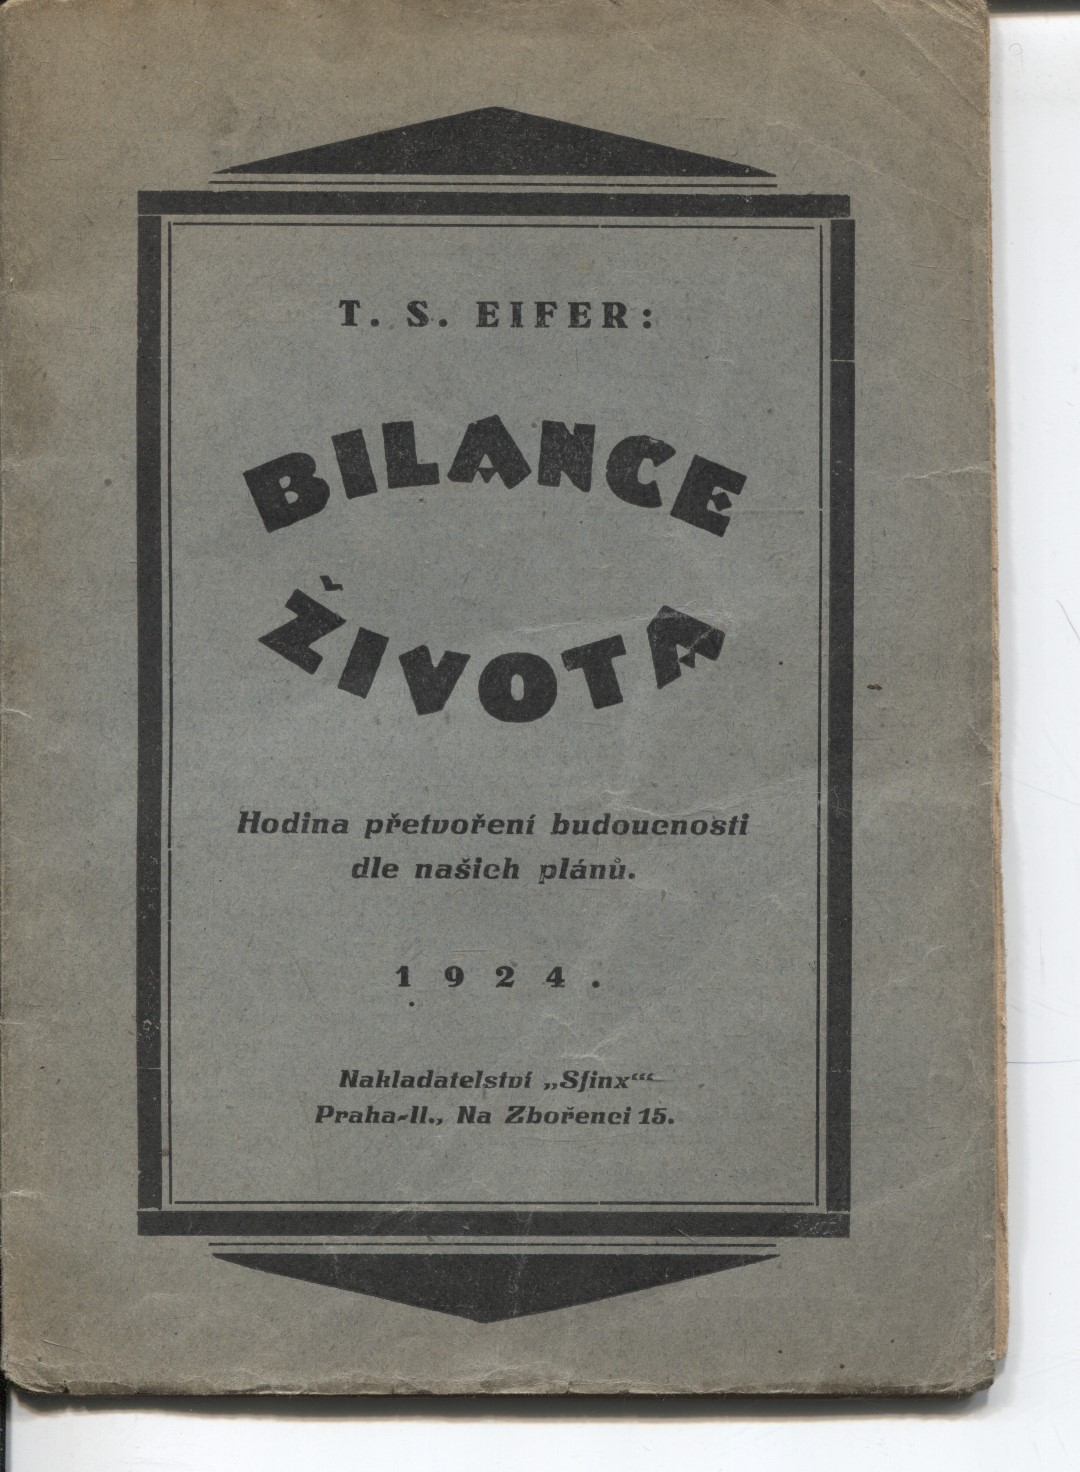 T. S. EIFER:
BILANCE
ŽIVOTA
Hodina přetvoření budoucnosti
dle našich plánů.
1924.
Nakladatelství „Sfinx“‘
Praha-II., Na Zbořenci 15.